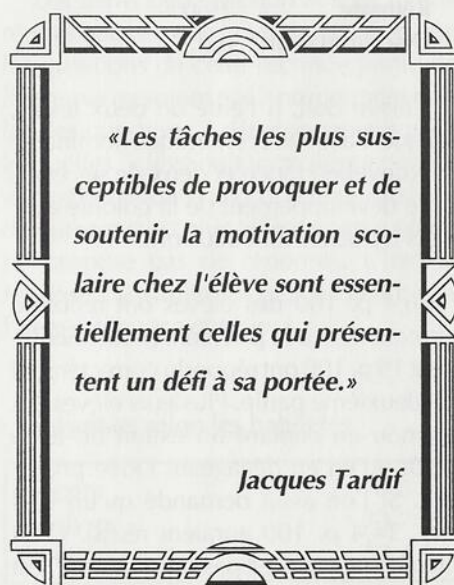 «Les tâches les plus sus-
ceptibles de provoquer et de
soutenir la motivation sco-
laire chez l'élève sont essen-
tiellement celles qui présen-
tent un défi à sa portée.»
Jacques Tardif